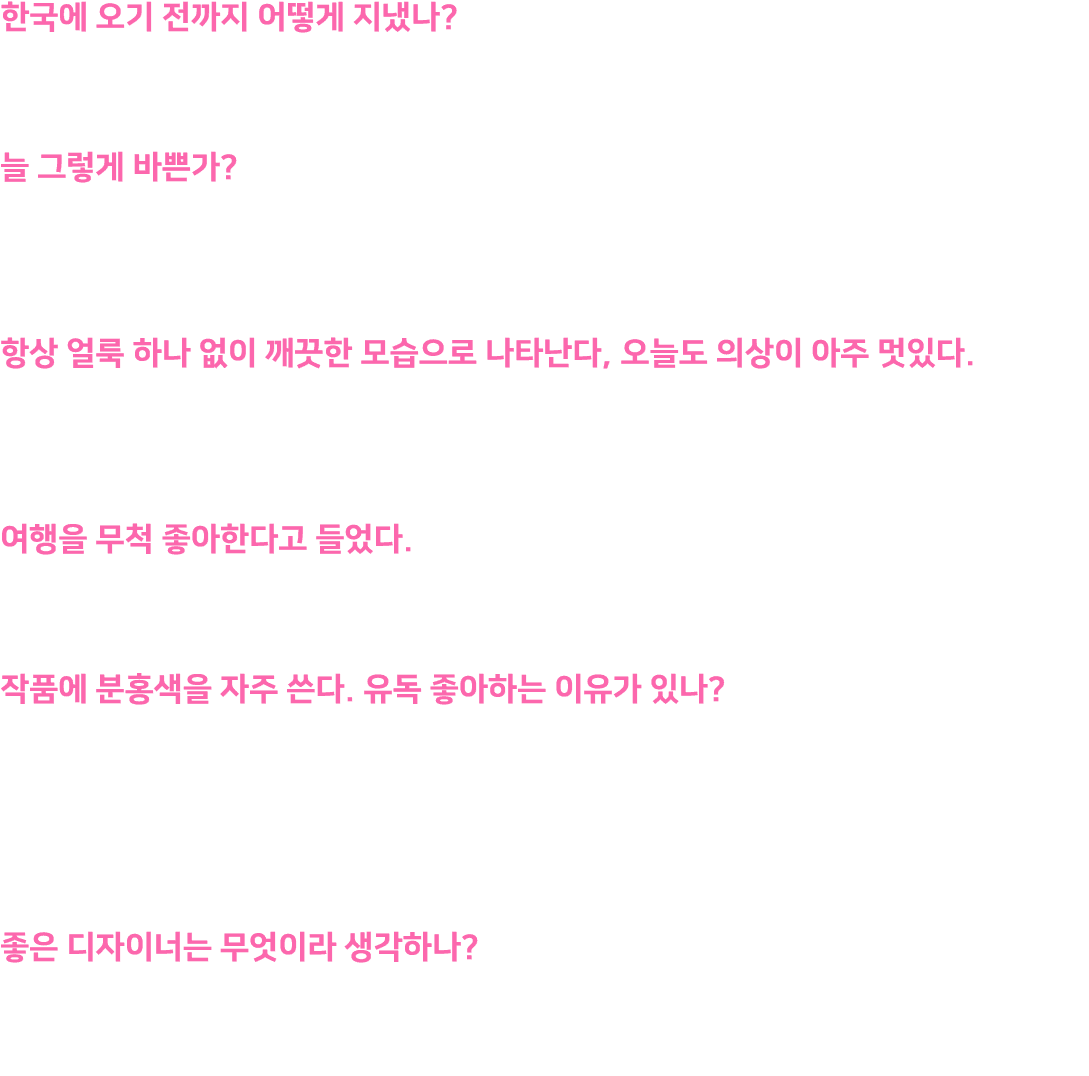 한국에 오기 전까지 어떻게 지냈나?
늘 그렇게 바쁜가?
항상 얼룩 하나 없이 깨끗한 모습으로 나타난다, 오늘도 의상이 아주 멋있다.
여행을 무척 좋아한다고 들었다.
작품에 분홍색을 자주 쓴다. 유독 좋아하는 이유가 있나?
좋은 디자이너는 무엇이라 생각하나?